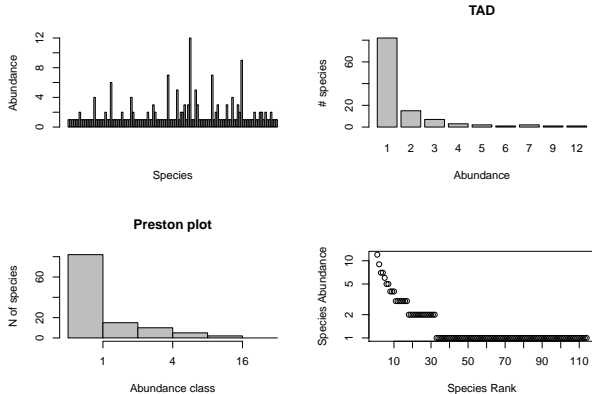 Abundance
0 4 8 12
Species
TAD
# species
0 20 60
1 2 3 4 5 6 7 9 12
Abundance
Preston plot
N of species
0 20 60
1 4 16
Abundance class
Species Abundance
1 2 5 10
10 30 50 70 90 110
Species Rank